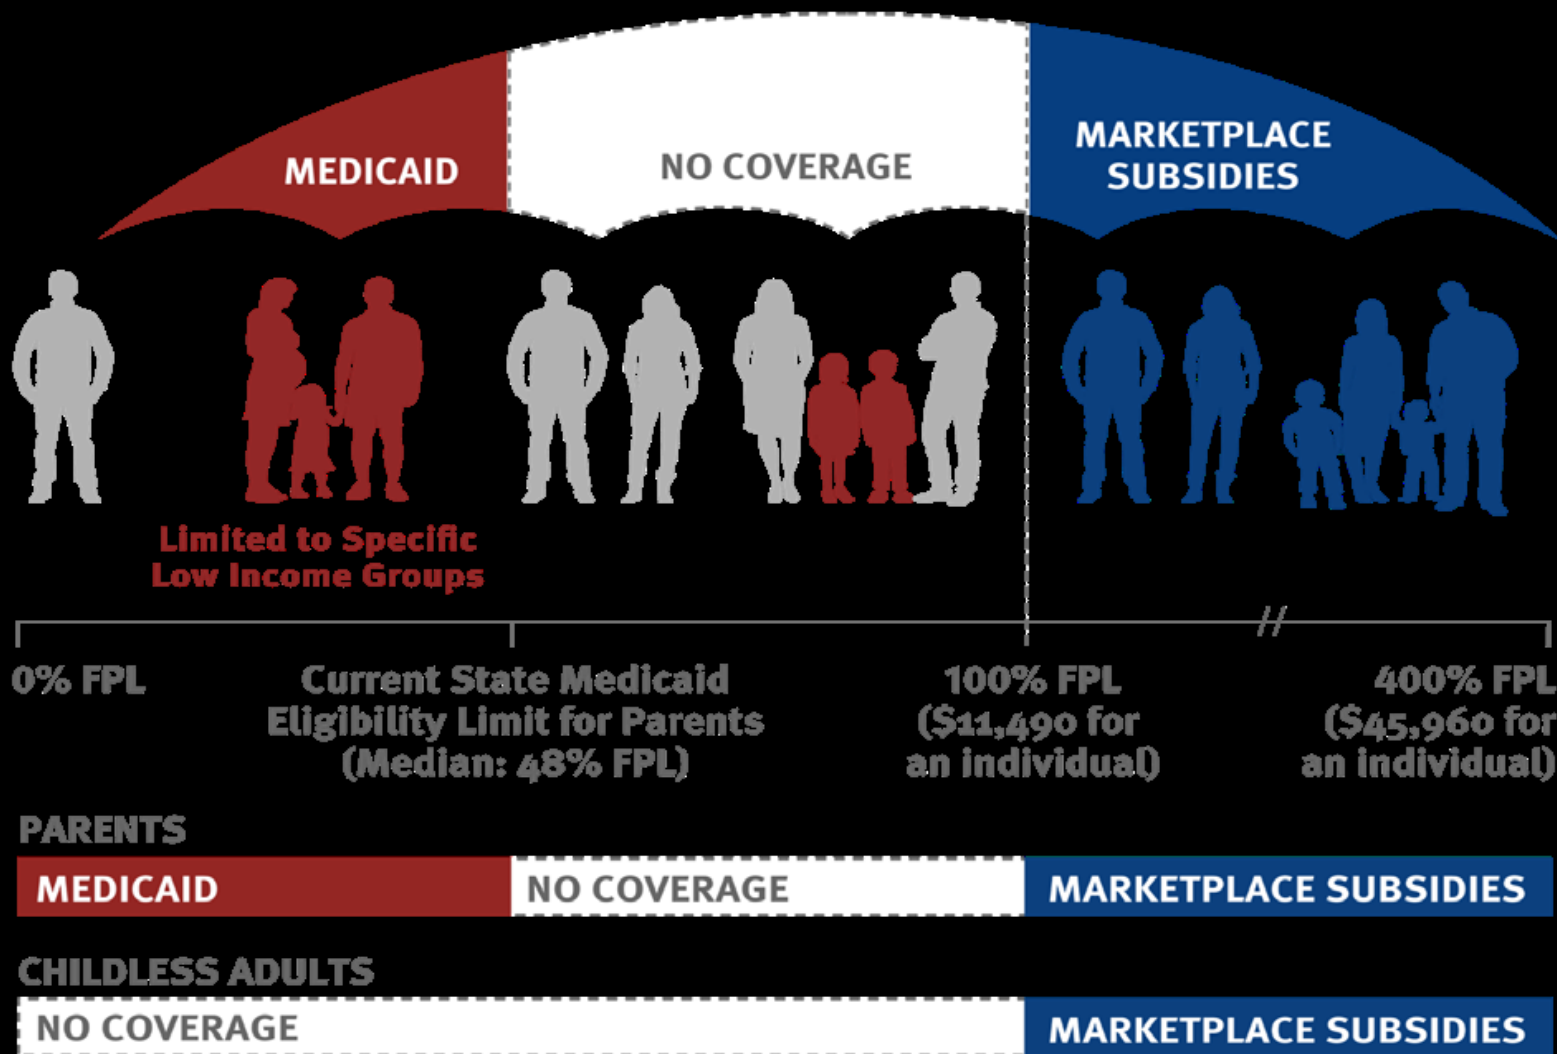 MEDICAID
NO COVERAGE
MARKETPLACE
SUBSIDIES
Limited to Specific
Low Income Groups
0% FPL
Current State Medicaid
Eligibility Limit for Parents
(Median: 48% FPL)
100% FPL
($11,490 for
an individual)
400% FPL
($45,960 for
an individual)
PARENTS
MEDICAID
NO COVERAGE
MARKETPLACE SUBSIDIES
CHILDLESS ADULTS
NO COVERAGE
MARKETPLACE SUBSIDIES